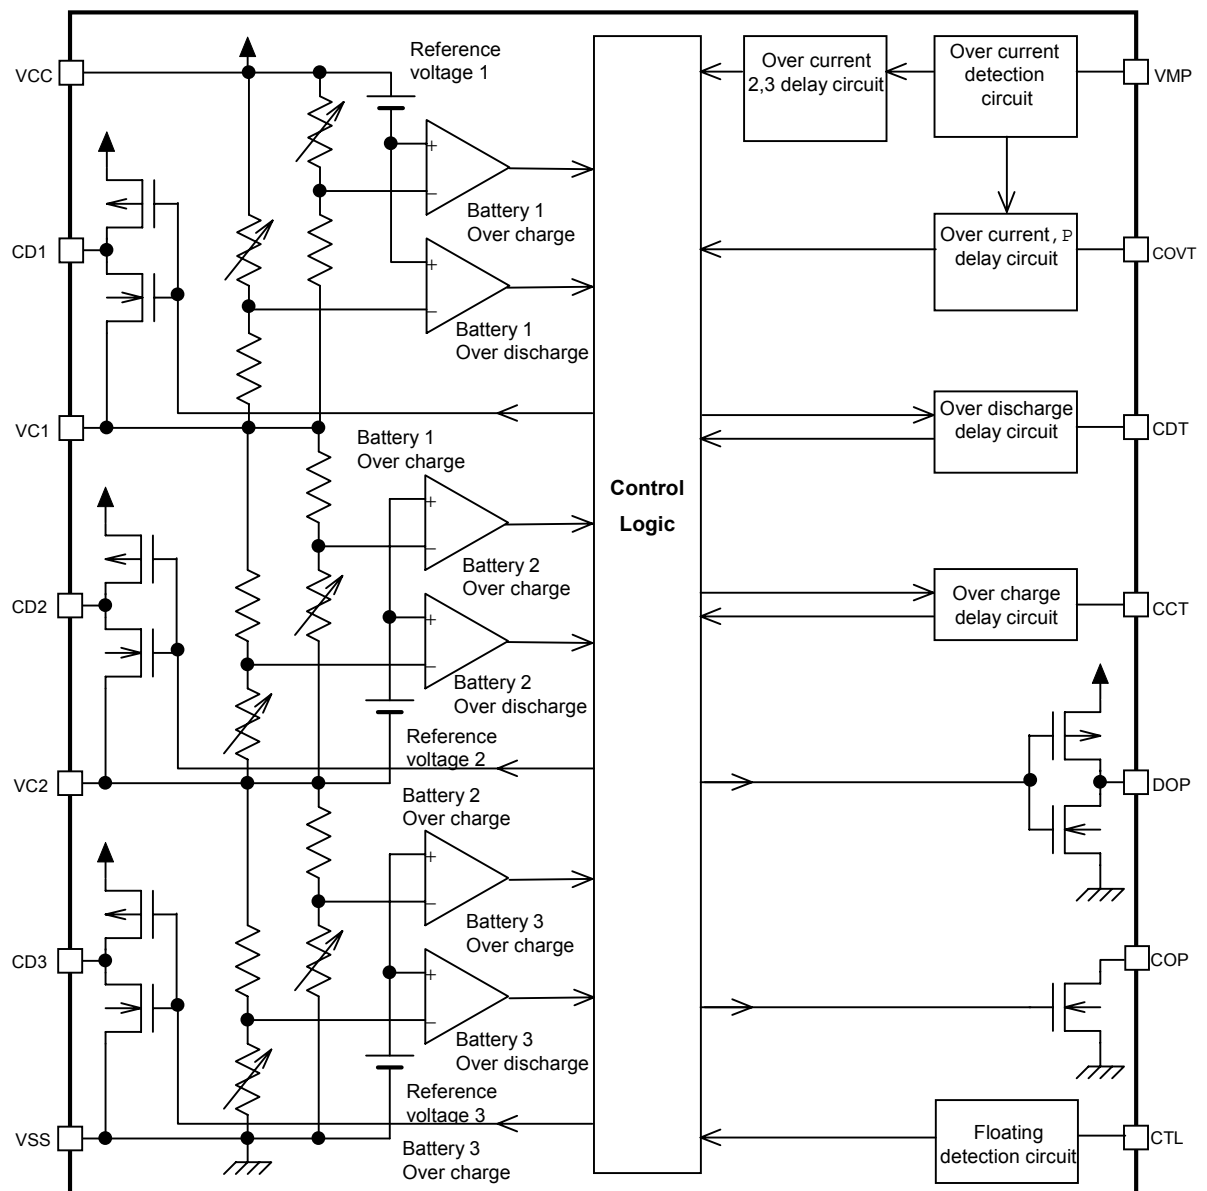 Reference
voltage 1
VCC
Over current
2,3 delay circuit
Over current
detection
circuit
VMP
+
−
Battery 1
Over charge
CD1
+
−
Battery 1
Over discharge
Over current, P
delay circuit
COVT
VC1
Battery 1
Over charge
Over discharge
delay circuit
CDT
Control
Logic
+
−
Battery 2
Over charge
CD2
+
−
Battery 2
Over discharge
Over charge
delay circuit
CCT
Reference
voltage 2
VC2
Battery 2
Over charge
DOP
+
−
Battery 3
Over charge
CD3
+
−
Battery 3
Over discharge
COP
Reference
voltage 3
VSS
Battery 3
Over charge
Floating
detection circuit
CTL